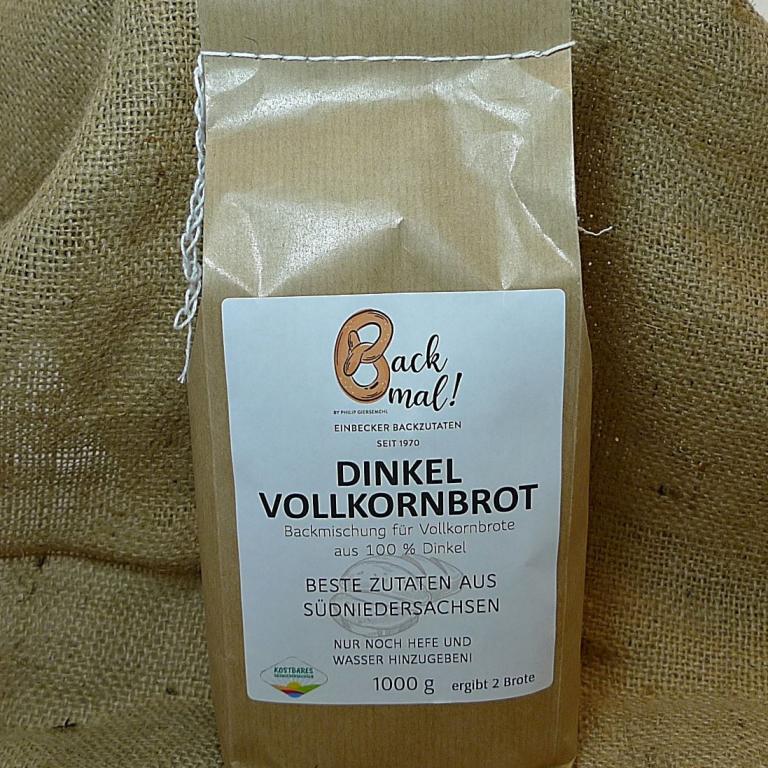 Back
mal!
BY PHILIP GIERSEMEHL
EINBECKER BACKZUTATEN
SEIT 1970
DINKEL
VOLLKORNBROT
Backmischung für Vollkornbrote
aus 100 % Dinkel
BESTE ZUTATEN AUS
SÜDNIEDERSACHSEN
NUR NOCH HEFE UND
WASSER HINZUGEBEN!
KOSTBARES
SÜDNIEDERSACHSEN
1000 g ergibt 2 Brote